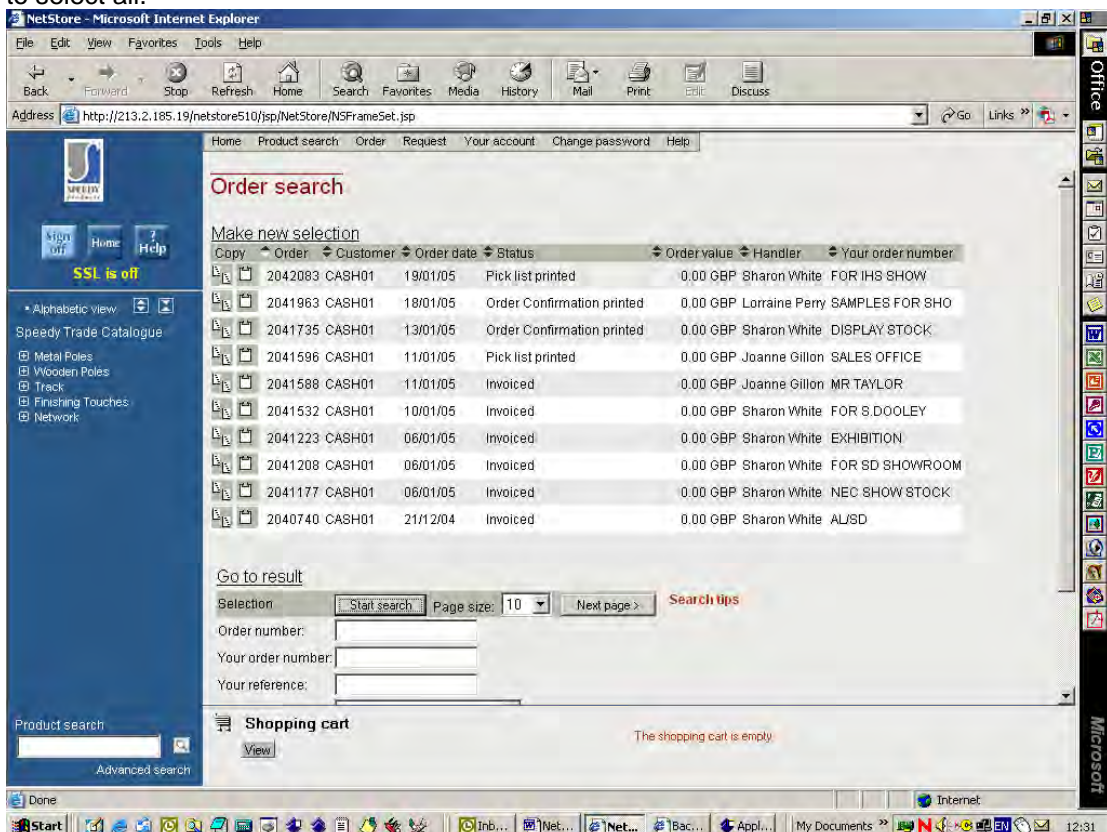 to select all.
NetStore - Microsoft Internet Explorer
File Edit View Favorites Tools Help
Back Forward Stop Refresh Home Search Favorites Media History Mail Print Edit Discuss
Address http://213.2.185.19/netstore510/jsp/NetStore/NSFrameSet.jsp Go Links »
Home Product search Order Request Your account Change password Help
SPEEDY
Products
Sign off Home ? Help
SSL is off
Alphabetic view
Speedy Trade Catalogue
Metal Poles
Wooden Poles
Track
Finishing Touches
Network
Product search
Advanced search
Order search
Make new selection
Copy Order Customer Order date Status Order value Handler Your order number
2042083 CASH01 19/01/05 Pick list printed 0.00 GBP Sharon White FOR IHS SHOW
2041963 CASH01 18/01/05 Order Confirmation printed 0.00 GBP Lorraine Perry SAMPLES FOR SHO
2041735 CASH01 13/01/05 Order Confirmation printed 0.00 GBP Sharon White DISPLAY STOCK
2041596 CASH01 11/01/05 Pick list printed 0.00 GBP Joanne Gillon SALES OFFICE
2041588 CASH01 11/01/05 Invoiced 0.00 GBP Joanne Gillon MR TAYLOR
2041532 CASH01 10/01/05 Invoiced 0.00 GBP Sharon White FOR S.DOOLEY
2041223 CASH01 06/01/05 Invoiced 0.00 GBP Sharon White EXHIBITION
2041208 CASH01 06/01/05 Invoiced 0.00 GBP Sharon White FOR SD SHOWROOM
2041177 CASH01 06/01/05 Invoiced 0.00 GBP Sharon White NEC SHOW STOCK
2040740 CASH01 21/12/04 Invoiced 0.00 GBP Sharon White AL/SD
Go to result
Selection Start search Page size: 10 Next page > Search tips
Order number:
Your order number:
Your reference:
Shopping cart
View
The shopping cart is empty
Office
Microsoft
Done Internet
Start Inb... Net... Net... Bac... Appl... My Documents » EN 12:31